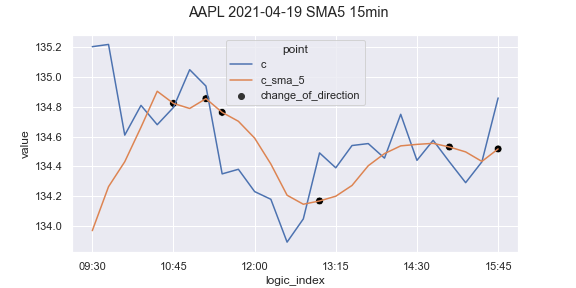 AAPL 2021-04-19 SMA5 15min
point
c
c_sma_5
change_of_direction
value
135.2
135.0
134.8
134.6
134.4
134.2
134.0
09:30 10:45 12:00 13:15 14:30 15:45
logic_index